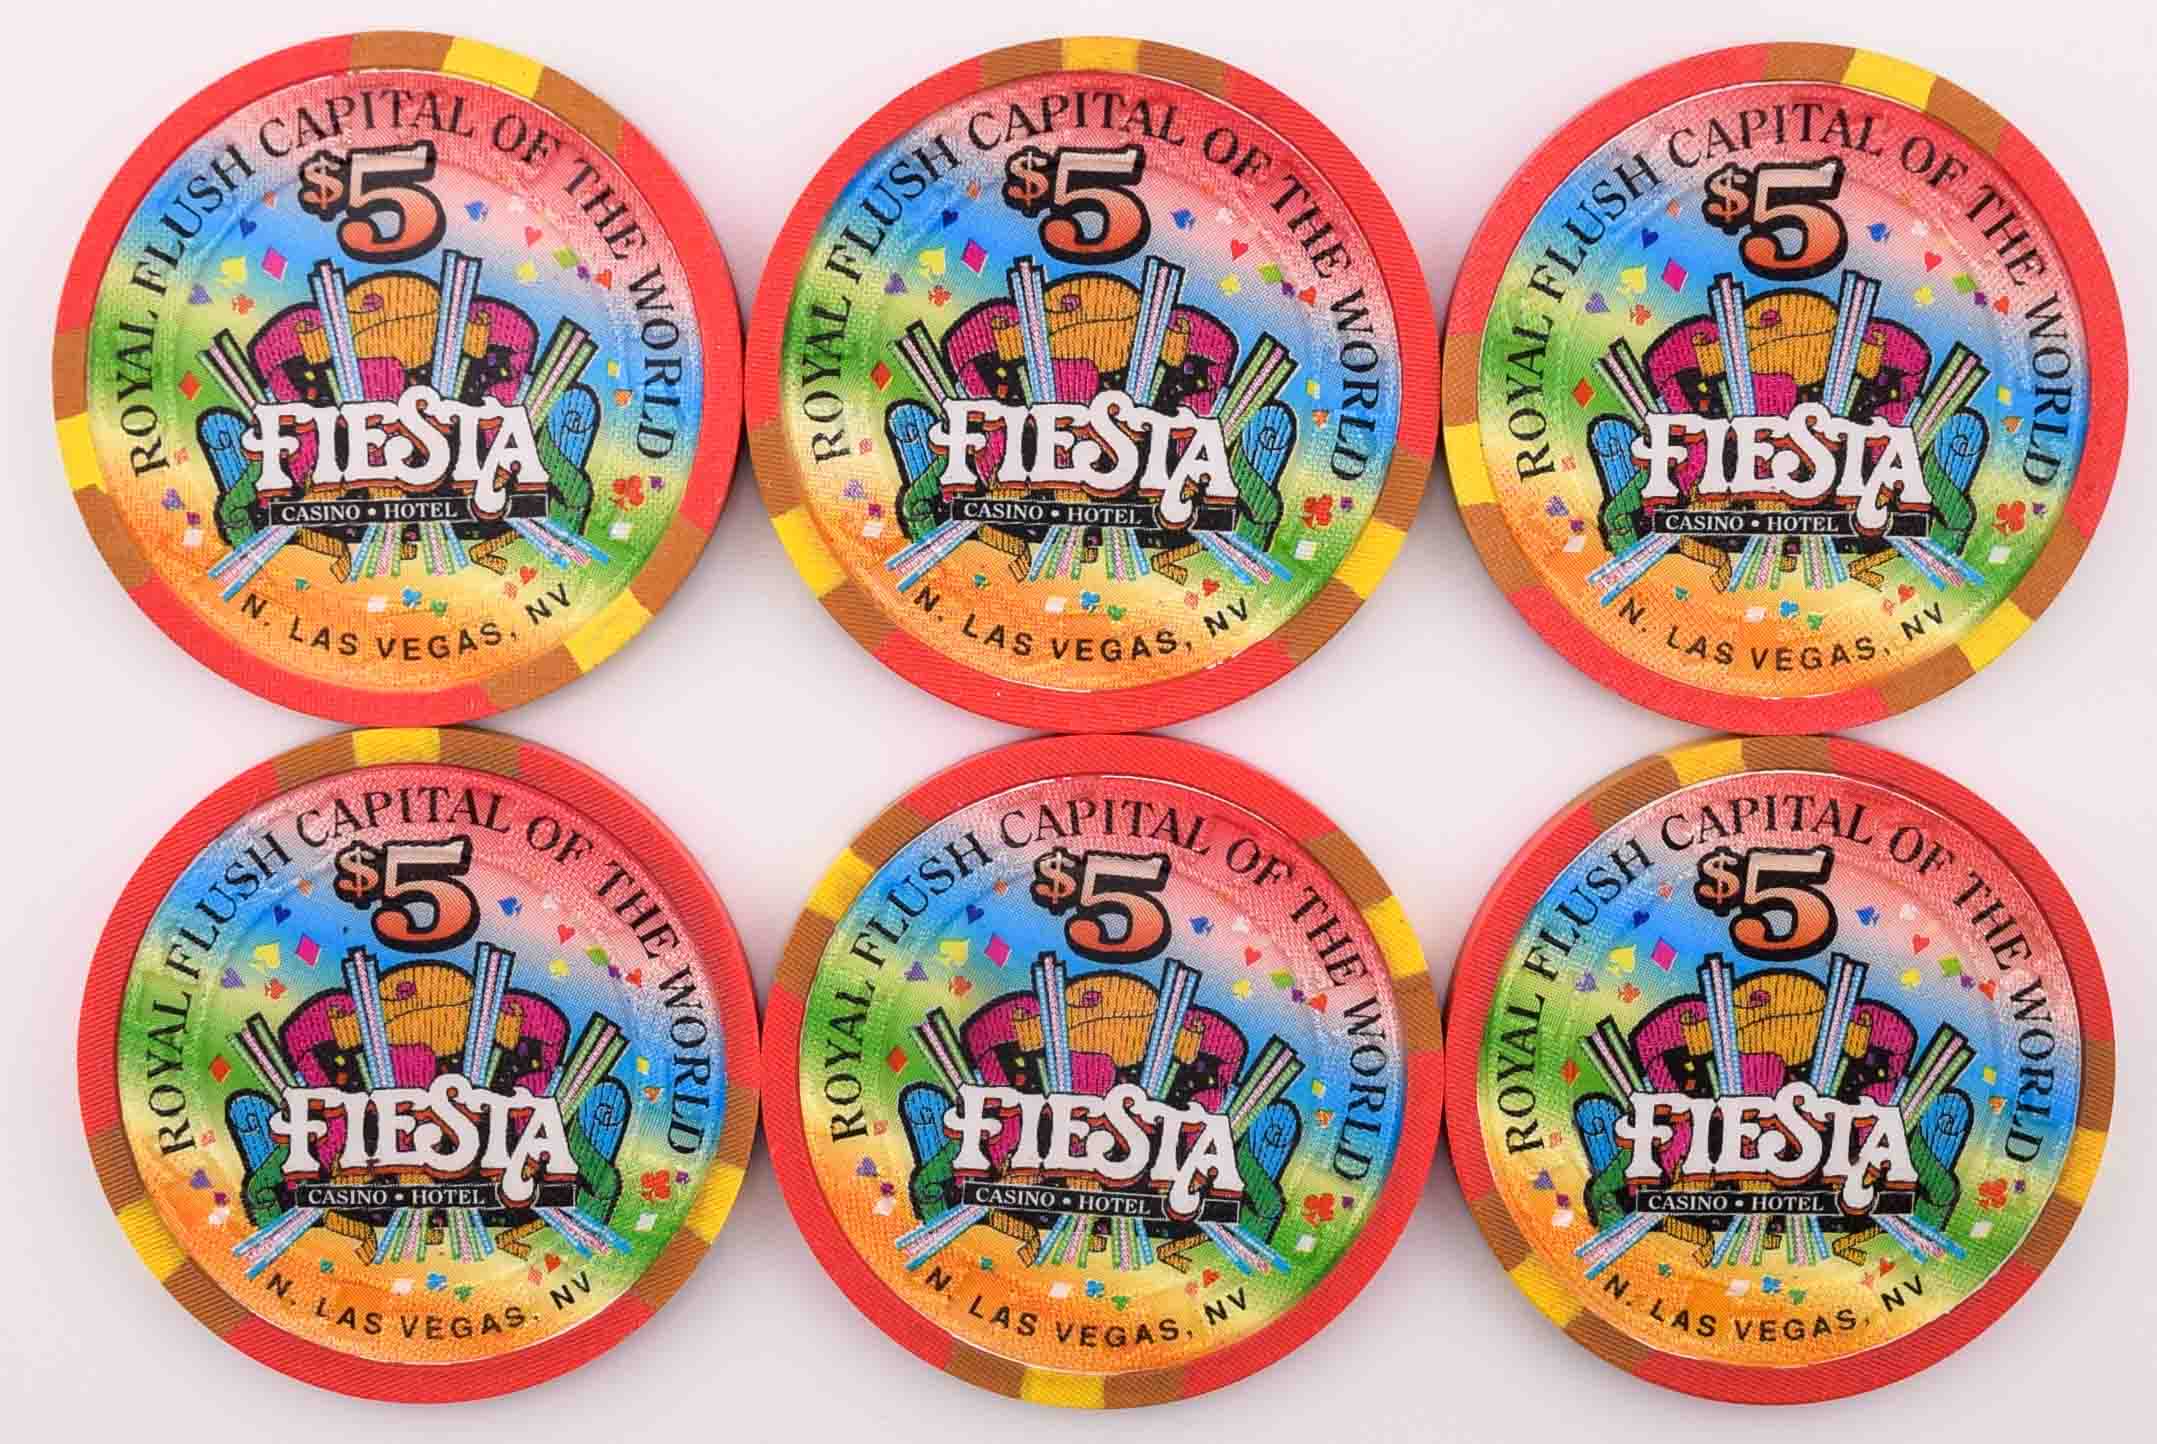 ROYAL FLUSH CAPITAL OF THE WORLD
$5
FIESTA
CASINO • HOTEL
N. LAS VEGAS, NV
ROYAL FLUSH CAPITAL OF THE WORLD
$5
FIESTA
CASINO • HOTEL
N. LAS VEGAS, NV
ROYAL FLUSH CAPITAL OF THE WORLD
$5
FIESTA
CASINO • HOTEL
N. LAS VEGAS, NV
ROYAL FLUSH CAPITAL OF THE WORLD
$5
FIESTA
CASINO • HOTEL
N. LAS VEGAS, NV
ROYAL FLUSH CAPITAL OF THE WORLD
$5
FIESTA
CASINO • HOTEL
N. LAS VEGAS, NV
ROYAL FLUSH CAPITAL OF THE WORLD
$5
FIESTA
CASINO • HOTEL
N. LAS VEGAS, NV